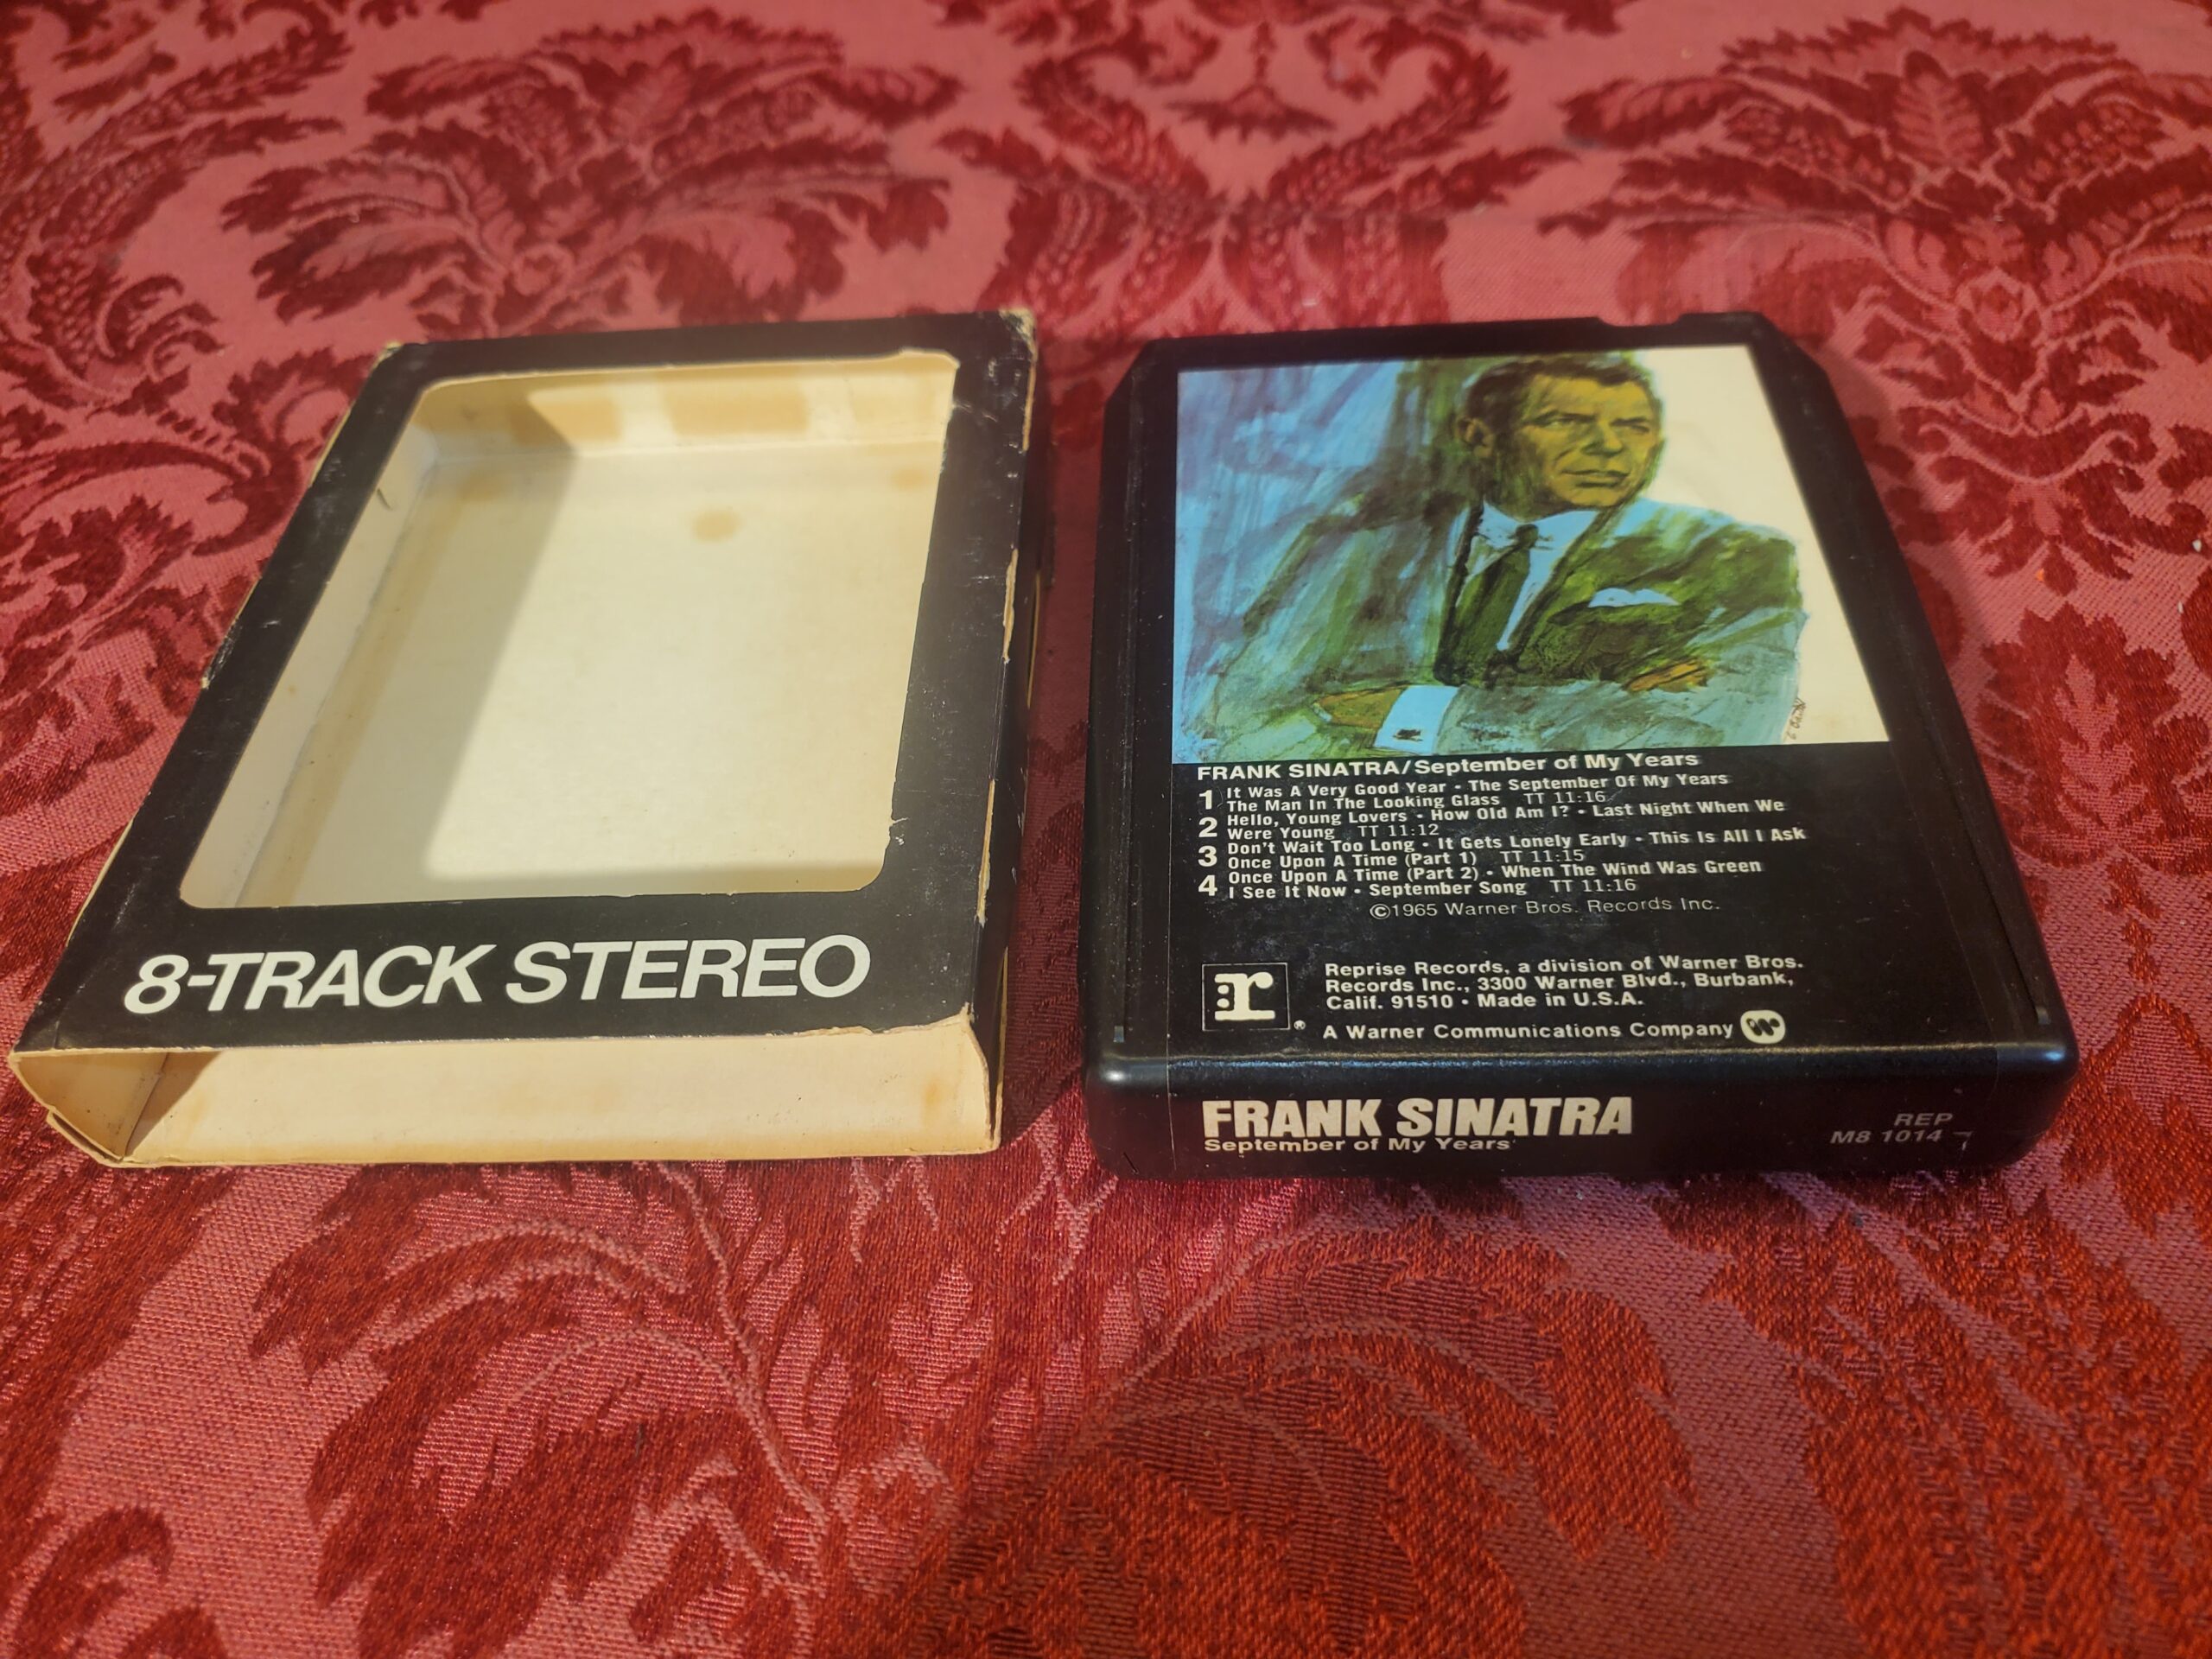 8-TRACK STEREO
FRANK SINATRA/September of My Years
1 It Was A Very Good Year • The September Of My Years
The Man In The Looking Glass TT 11:16
2 Hello, Young Lovers • How Old Am I? • Last Night When We
Were Young TT 11:12
3 Don't Wait Too Long • It Gets Lonely Early • This Is All I Ask
Once Upon A Time (Part 1) TT 11:15
4 Once Upon A Time (Part 2) • When The Wind Was Green
I See It Now • September Song TT 11:16
©1965 Warner Bros. Records Inc.
:r ®
Reprise Records, a division of Warner Bros.
Records Inc., 3300 Warner Blvd., Burbank,
Calif. 91510 • Made in U.S.A.
A Warner Communications Company
FRANK SINATRA
September of My Years
REP
M8 1014